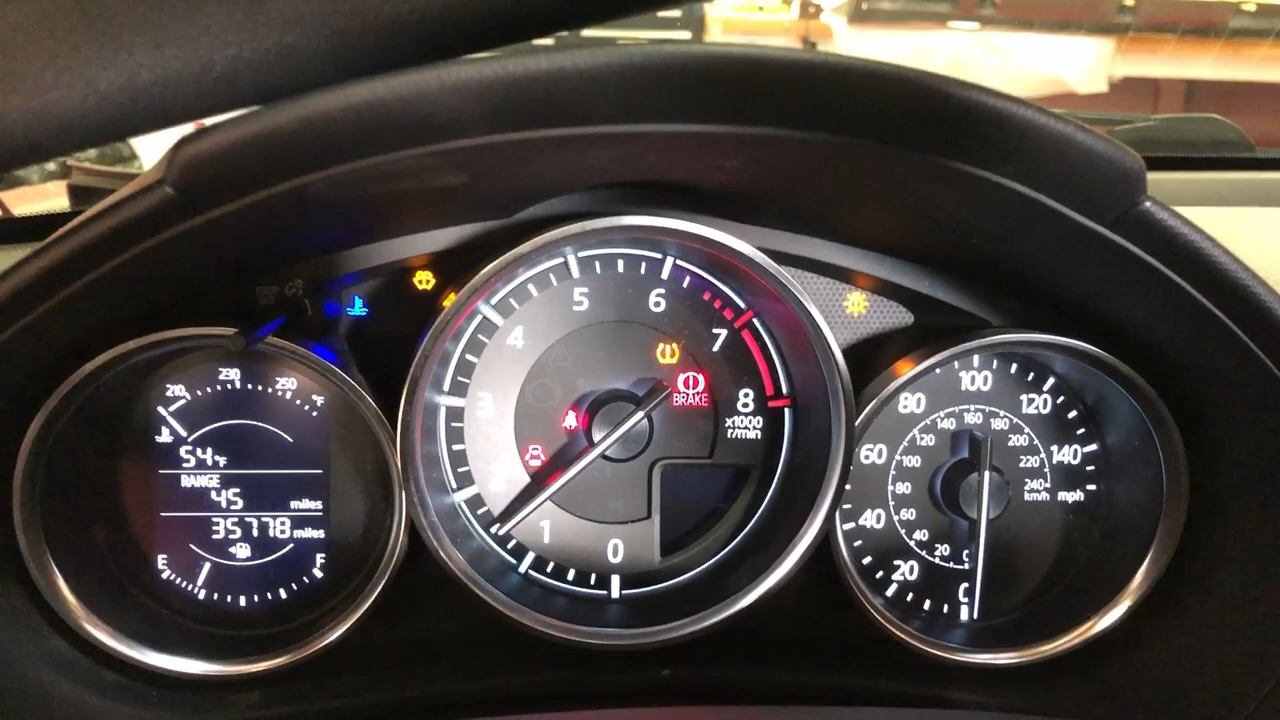 210 230 250 °F
54°F
RANGE
45 miles
35778 miles
E F
0 1 3 4 5 6 7 8
x1000
r/min
BRAKE
0 20 40 60 80 100 120 140
mph
20 40 60 80 100 120 140 160 180 200 220 240
km/h